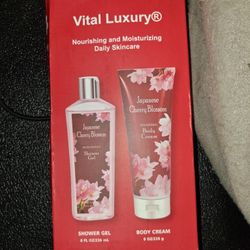 Vital Luxury®
Nourishing and Moisturizing
Daily Skincare
Japanese
Cherry Blossom
Shower
Gel
Japanese
Cherry Blossom
Body
Cream
SHOWER GEL
8 FL OZ/236 mL
BODY CREAM
8 OZ/226 g